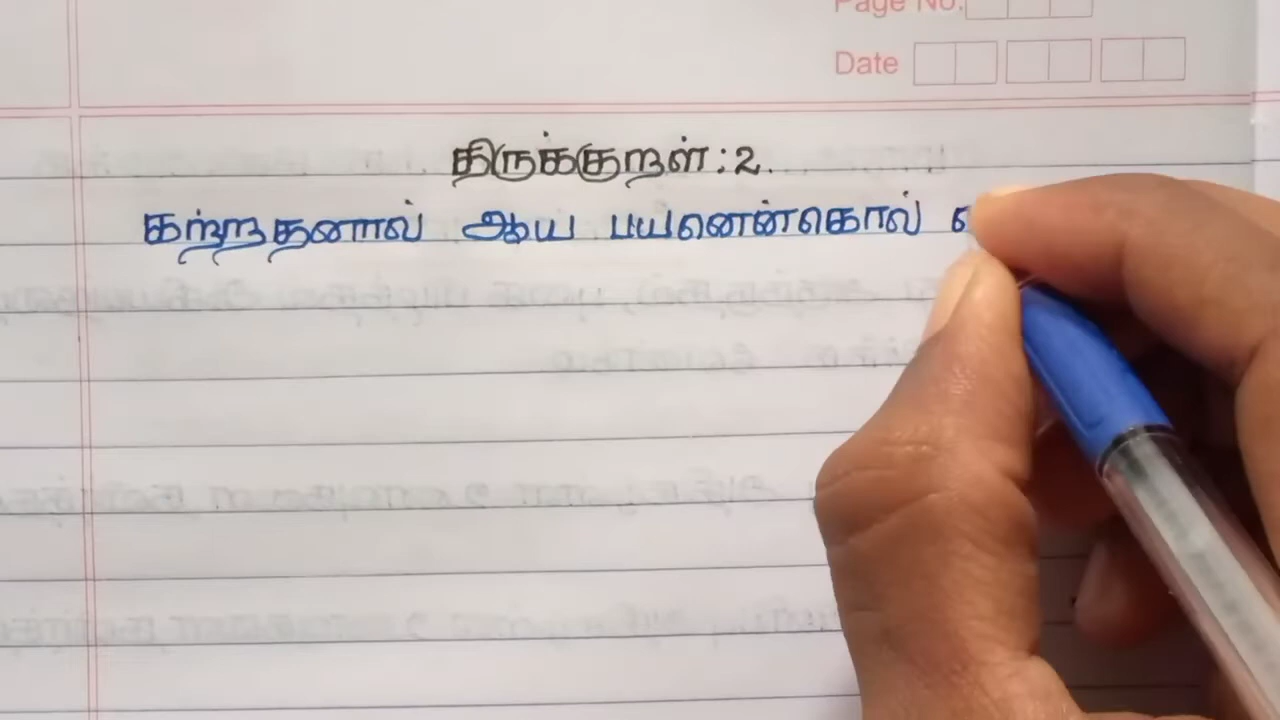 Page No.
Date
திருக்குறள் : 2.
கற்றதனால் ஆய பயனென்கொல்